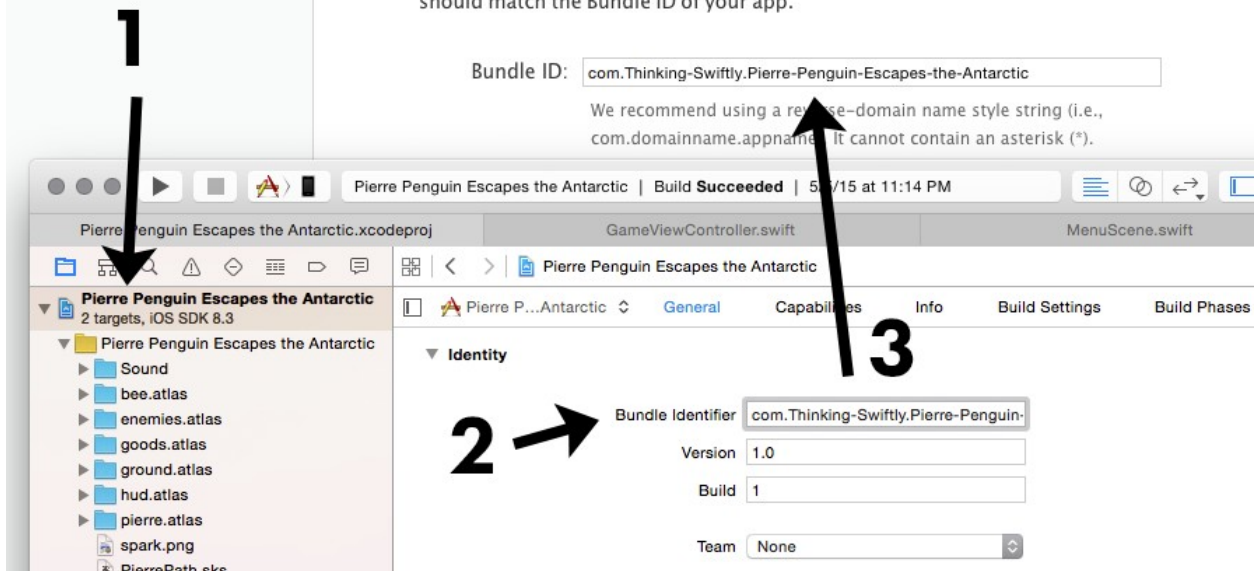 should match the Bundle ID of your app.
1
Bundle ID: com.Thinking-Swiftly.Pierre-Penguin-Escapes-the-Antarctic
We recommend using a reverse-domain name style string (i.e.,
com.domainname.appname). It cannot contain an asterisk (*).
Pierre Penguin Escapes the Antarctic | Build Succeeded | 5/5/15 at 11:14 PM
Pierre Penguin Escapes the Antarctic.xcodeproj GameViewController.swift MenuScene.swift
Pierre Penguin Escapes the Antarctic
Pierre Penguin Escapes the Antarctic
2 targets, iOS SDK 8.3
Pierre P...Antarctic General Capabilities Info Build Settings Build Phases
Pierre Penguin Escapes the Antarctic
Identity
3
Sound
bee.atlas
enemies.atlas
goods.atlas
ground.atlas
hud.atlas
pierre.atlas
spark.png
PierrePath.sks
2
Bundle Identifier com.Thinking-Swiftly.Pierre-Penguin-
Version 1.0
Build 1
Team None